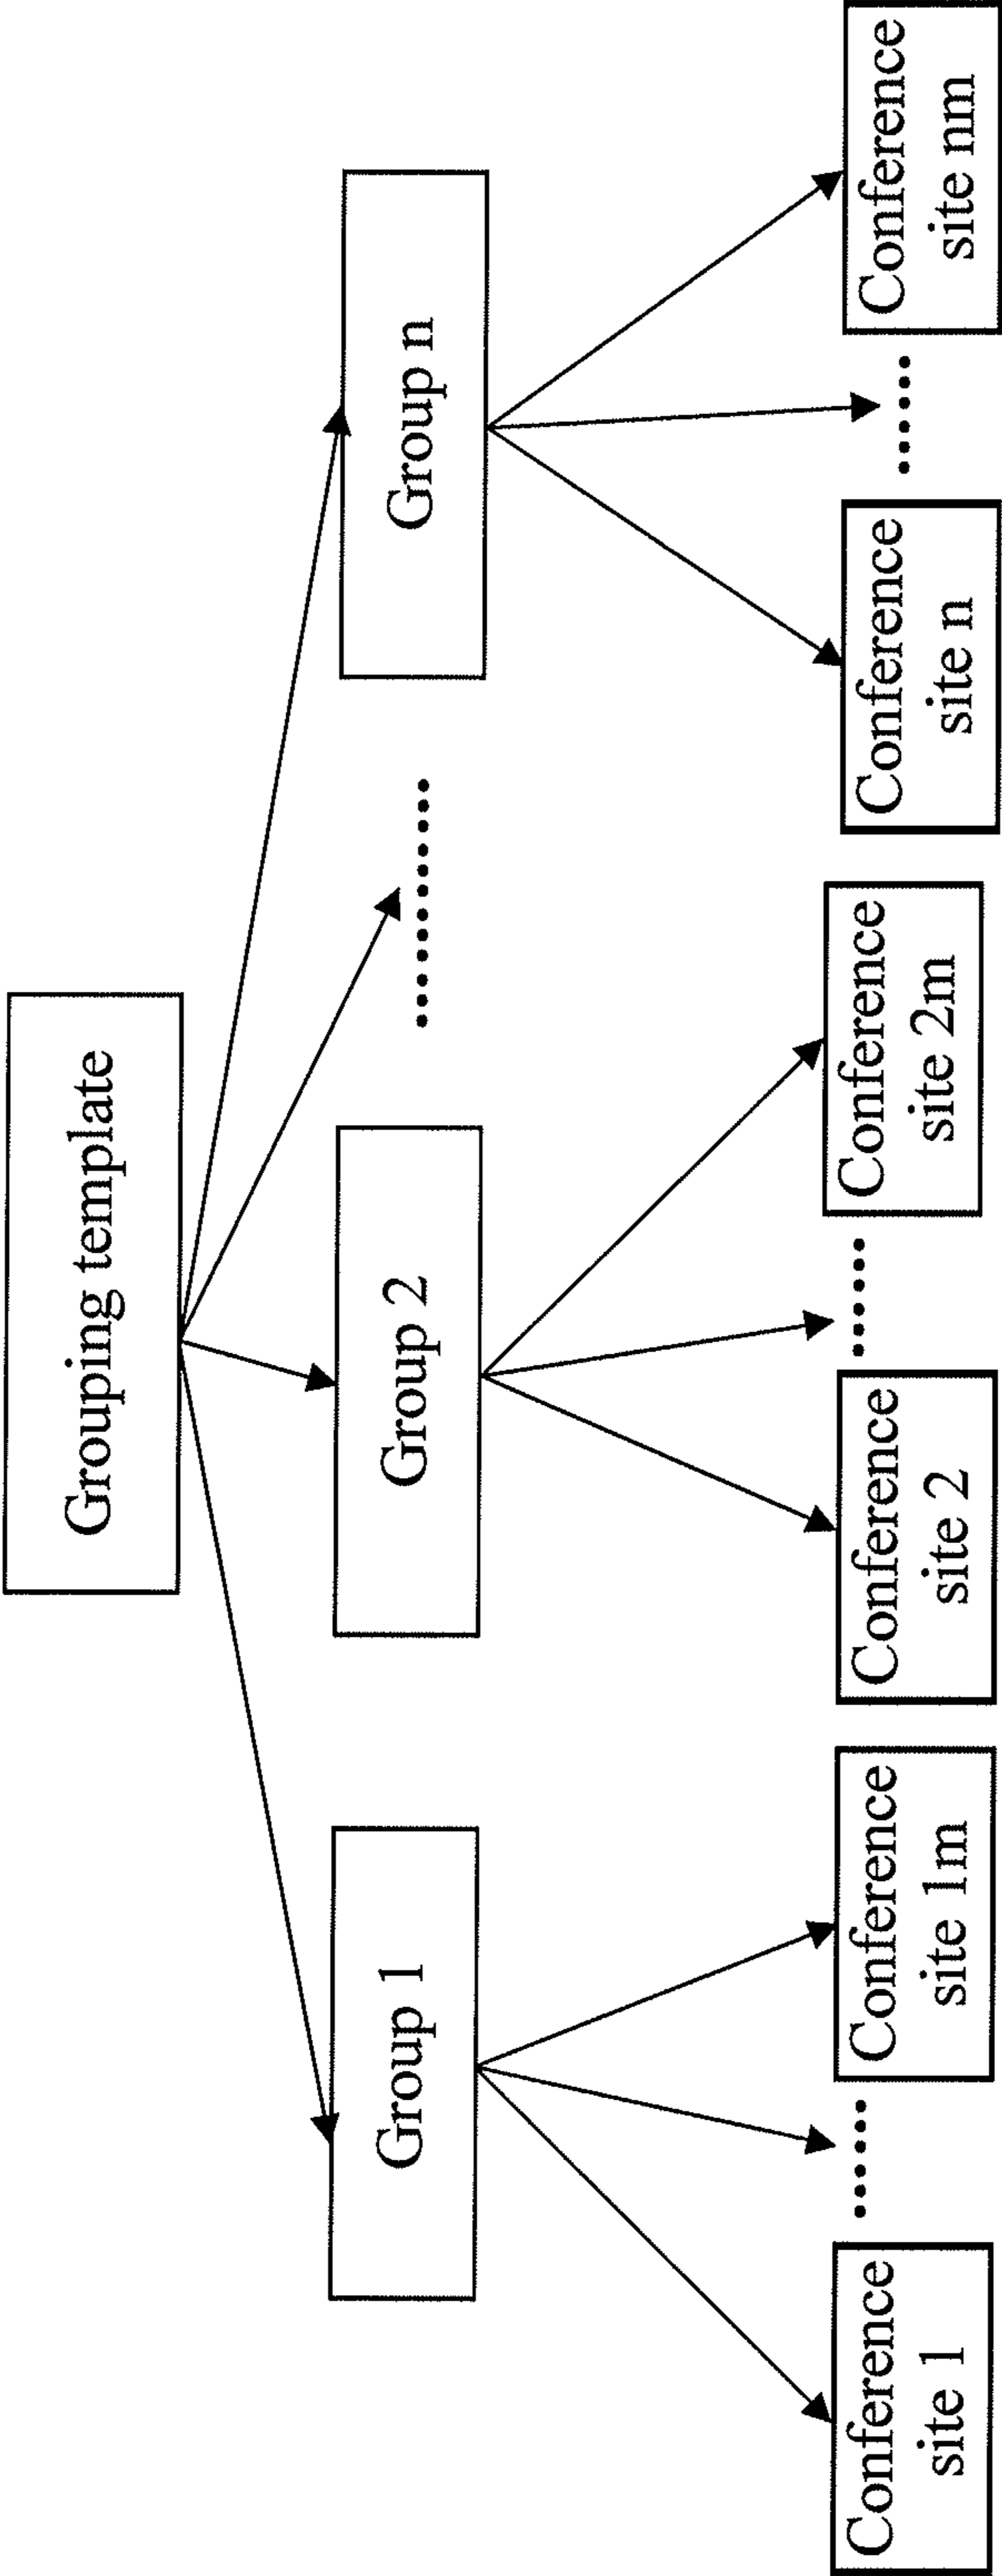 Grouping template
Group 1
Group 2
..........
Group n
Conference
site 1
......
Conference
site 1m
Conference
site 2
......
Conference
site 2m
Conference
site n
......
Conference
site nm